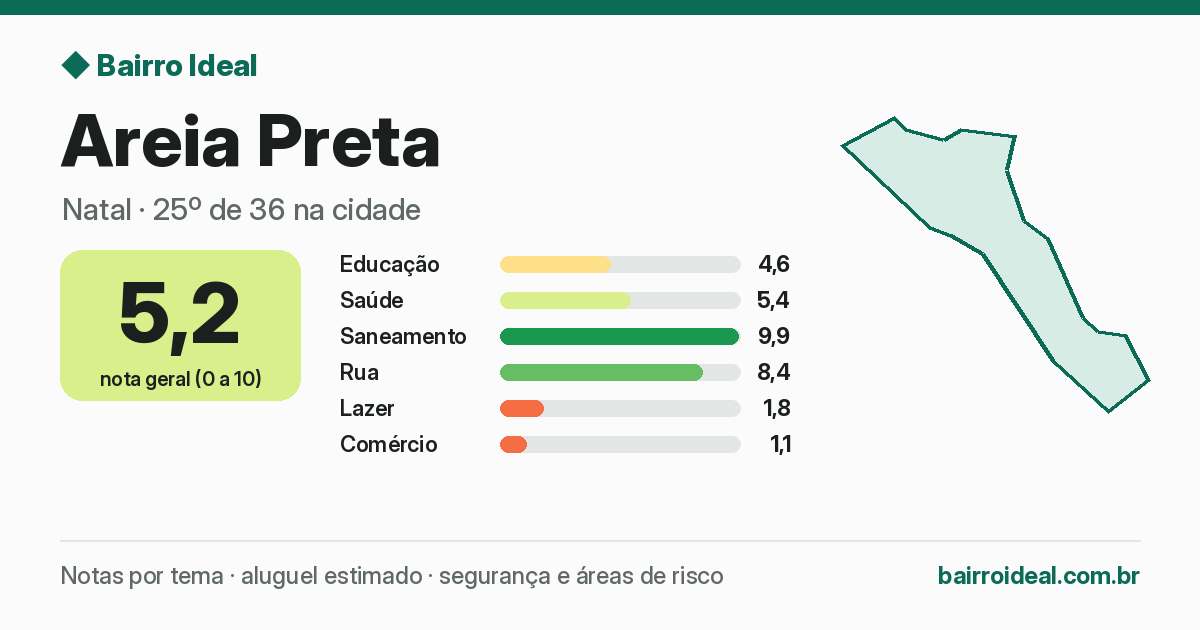 Bairro Ideal
Areia Preta
Natal · 25º de 36 na cidade
5,2
nota geral (0 a 10)
Educação 4,6
Saúde 5,4
Saneamento 9,9
Rua 8,4
Lazer 1,8
Comércio 1,1
Notas por tema · aluguel estimado · segurança e áreas de risco
bairroideal.com.br